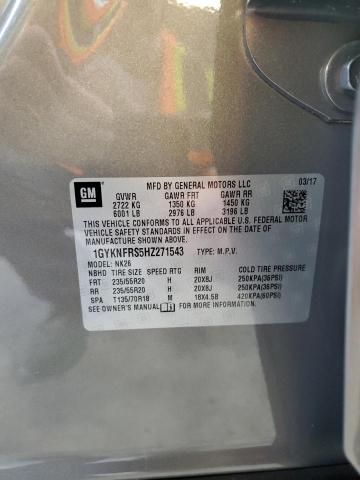 GM
MFD BY GENERAL MOTORS LLC 03/17
GVWR GAWR FRT GAWR RR
2722 KG 1350 KG 1450 KG
6001 LB 2976 LB 3196 LB
THIS VEHICLE CONFORMS TO ALL APPLICABLE U.S. FEDERAL MOTOR
VEHICLE SAFETY STANDARDS IN EFFECT ON THE DATE OF
MANUFACTURE SHOWN ABOVE.
1GYKNFRS5HZ271543 TYPE: M.P.V.
MODEL: NK26
NBHD TIRE SIZE SPEED RTG RIM COLD TIRE PRESSURE
FRT 235/55R20 H 20X8J 250KPA(36PSI)
RR 235/55R20 H 20X8J 250KPA(36PSI)
SPA T135/70R18 M 18X4.5B 420KPA(60PSI)
SEE OWNER'S MANUAL FOR MORE INFORMATION.